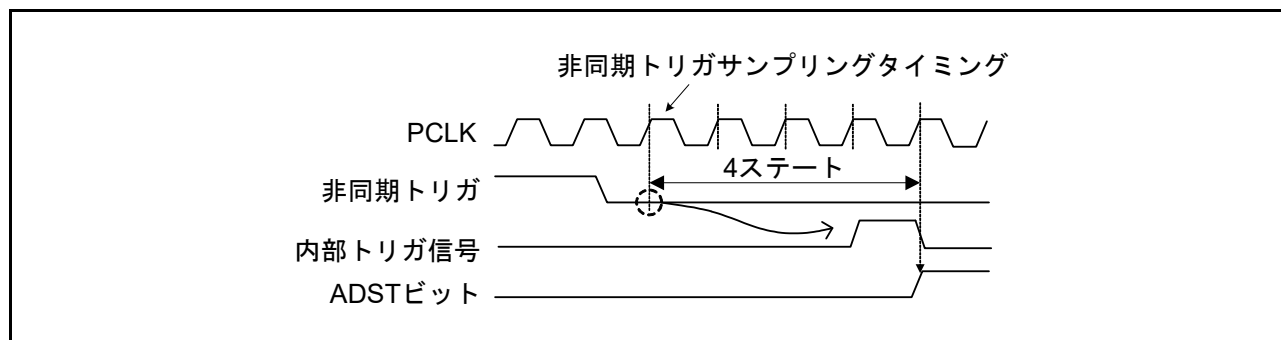 非同期トリガサンプリングタイミング
PCLK
4ステート
非同期トリガ
内部トリガ信号
ADSTビット